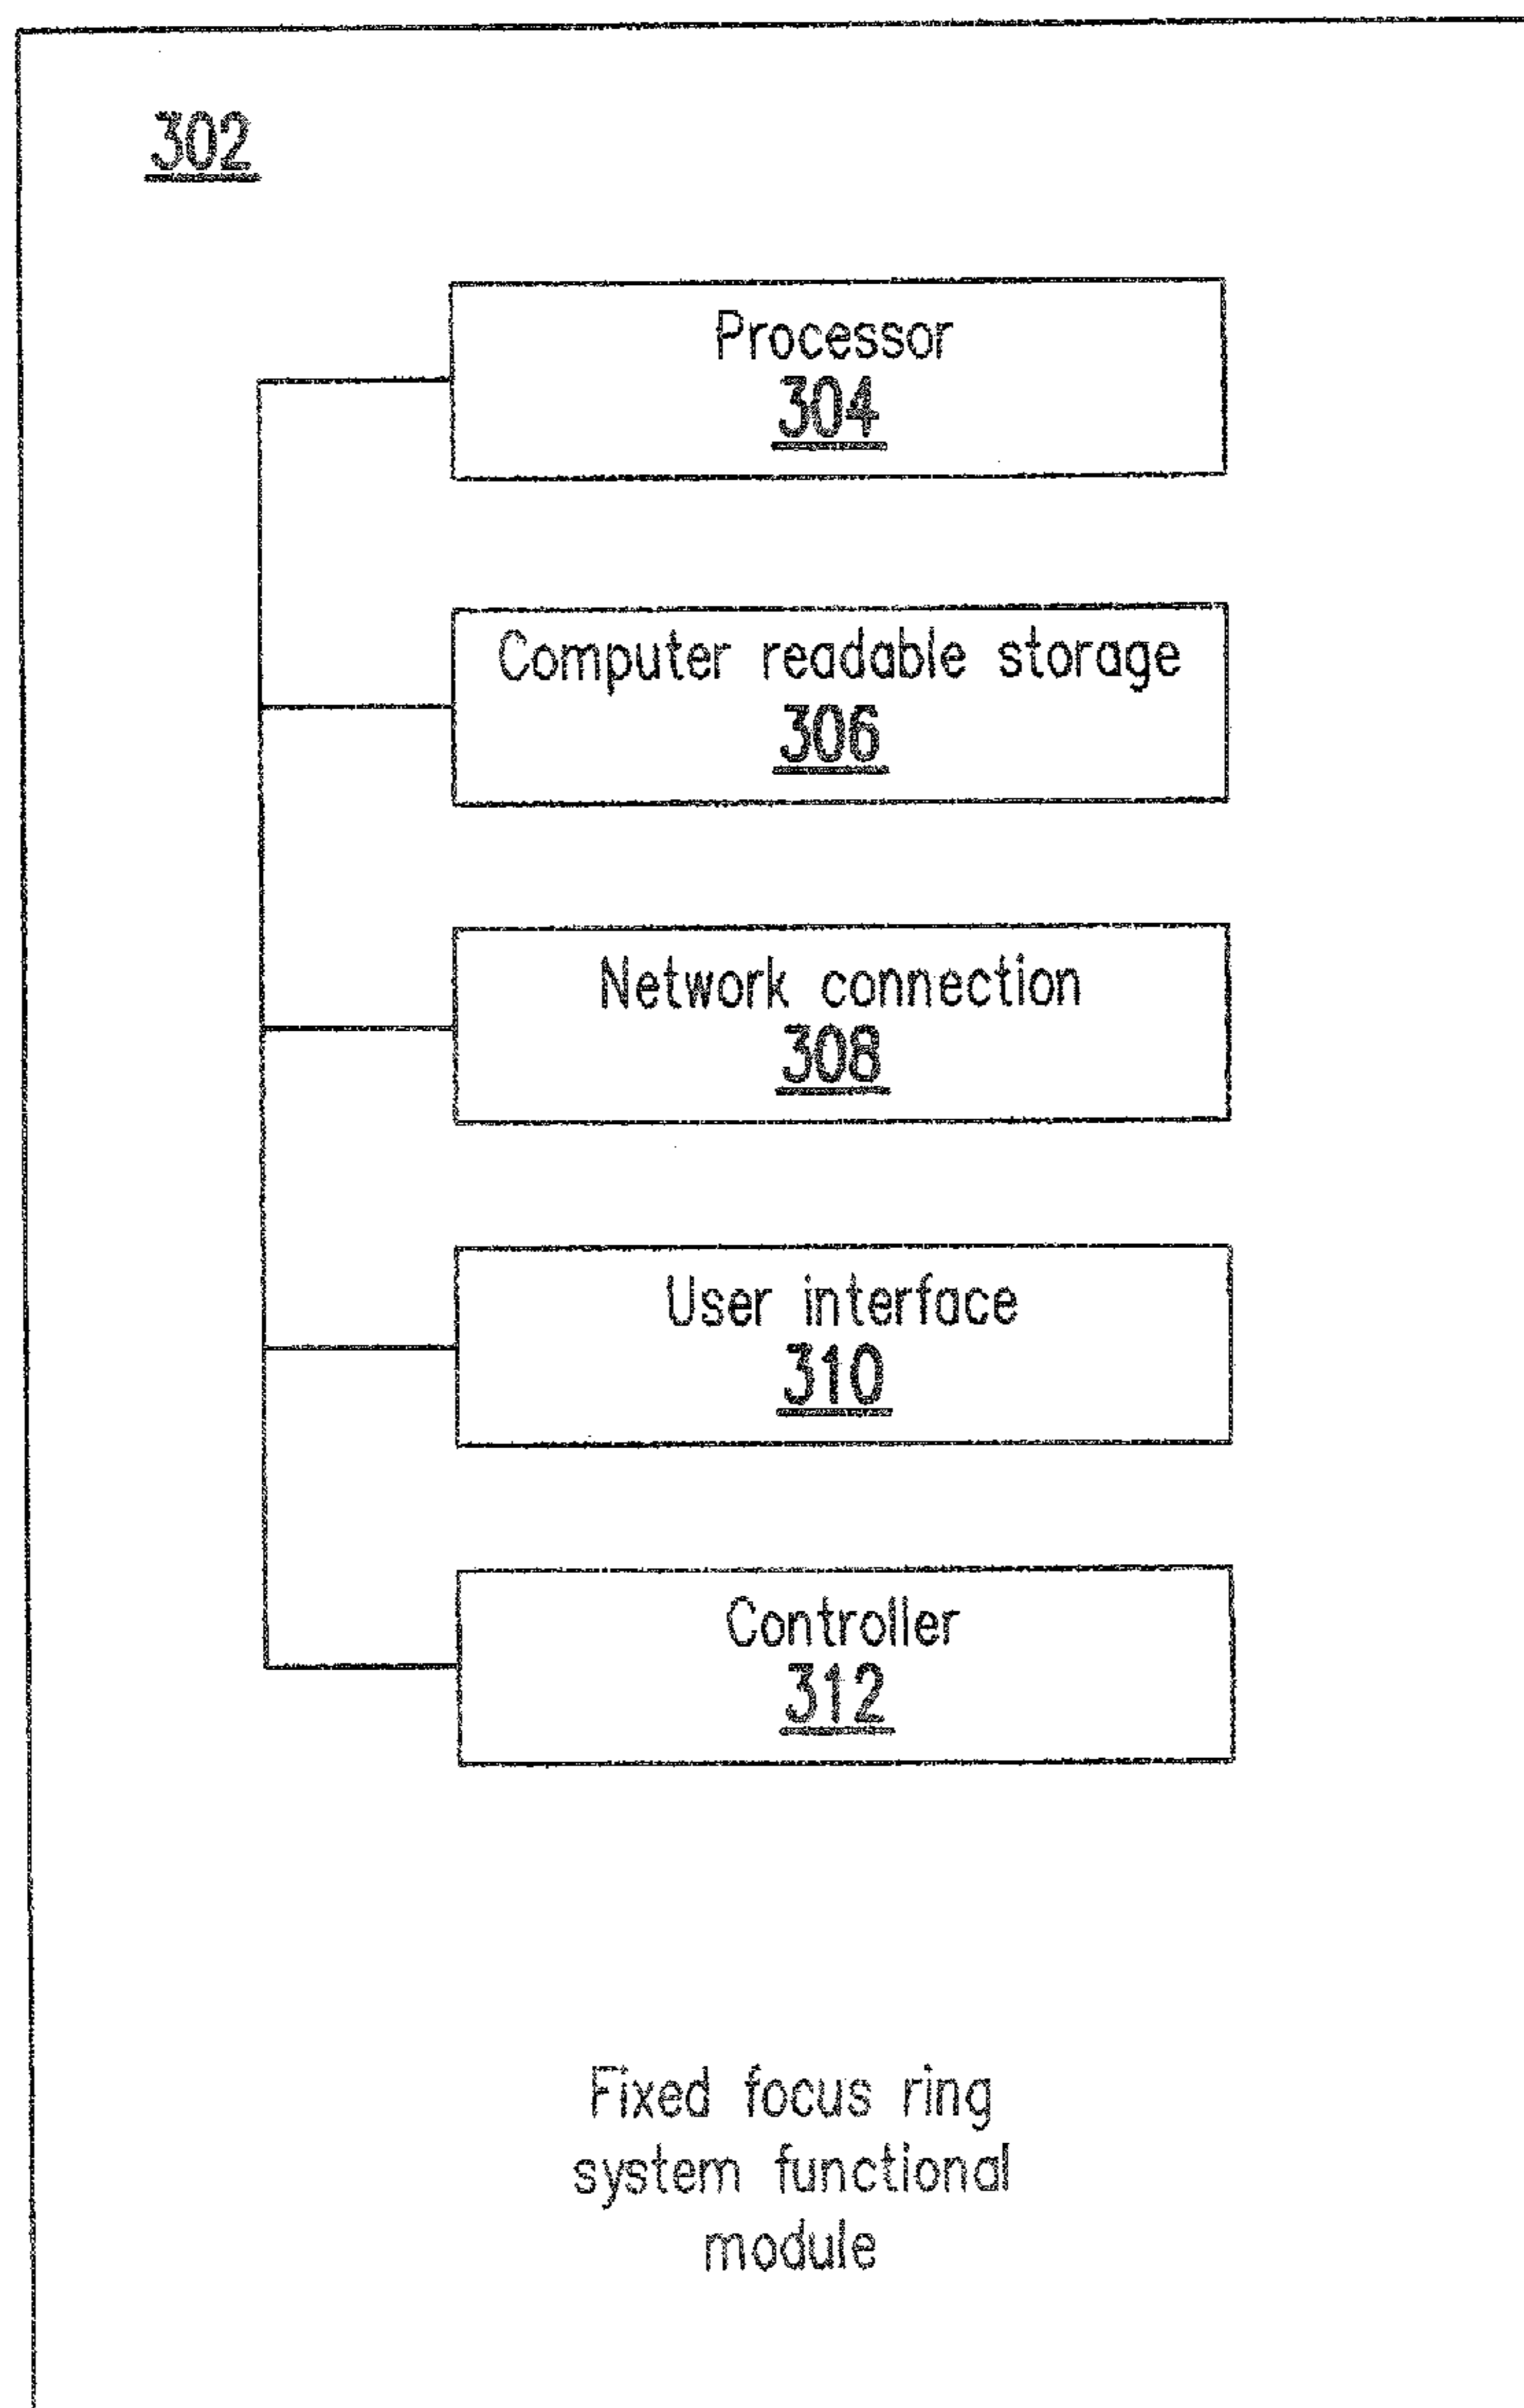 302
Processor
304
Computer readable storage
306
Network connection
308
User interface
310
Controller
312
Fixed focus ring
system functional
module